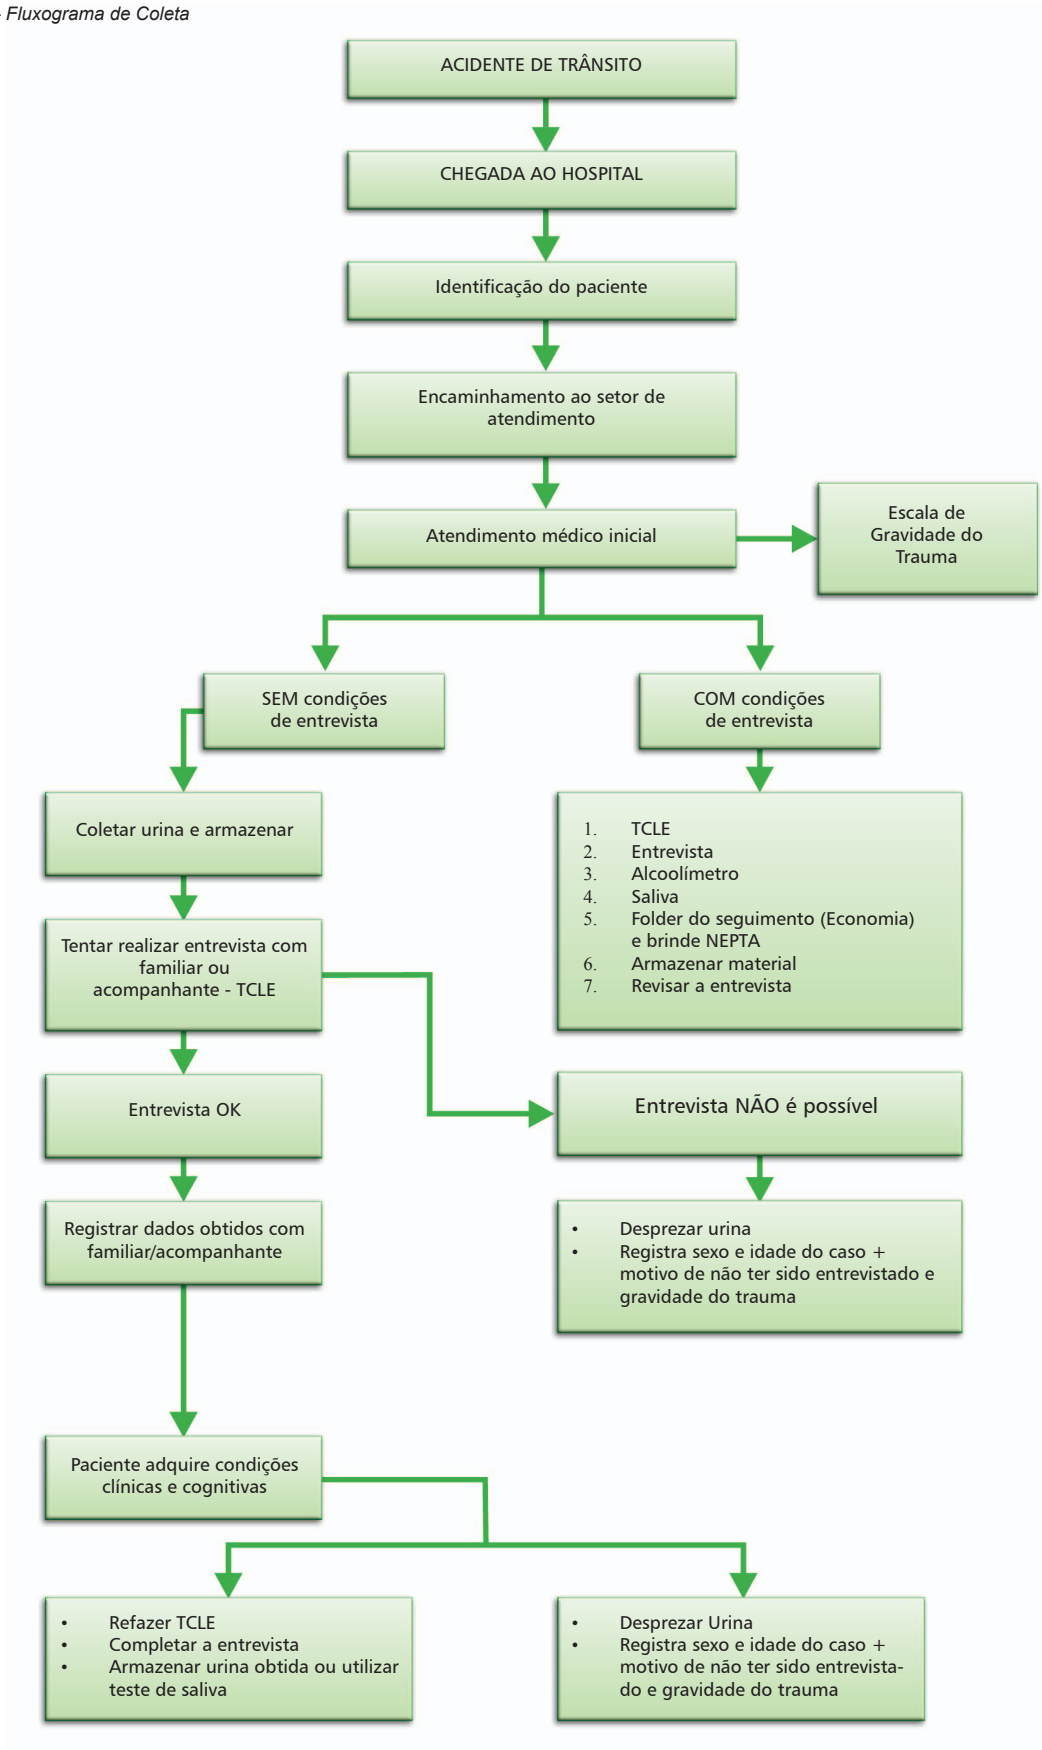 - Fluxograma de Coleta
ACIDENTE DE TRÂNSITO
CHEGADA AO HOSPITAL
Identificação do paciente
Encaminhamento ao setor de
atendimento
Atendimento médico inicial
Escala de
Gravidade do
Trauma
SEM condições
de entrevista
COM condições
de entrevista
Coletar urina e armazenar
1. TCLE
2. Entrevista
3. Alcoolímetro
4. Saliva
5. Folder do seguimento (Economia)
e brinde NEPTA
6. Armazenar material
7. Revisar a entrevista
Tentar realizar entrevista com
familiar ou
acompanhante - TCLE
Entrevista OK
Entrevista NÃO é possível
Registrar dados obtidos com
familiar/acompanhante
• Desprezar urina
• Registra sexo e idade do caso +
motivo de não ter sido entrevistado e
gravidade do trauma
Paciente adquire condições
clínicas e cognitivas
• Refazer TCLE
• Completar a entrevista
• Armazenar urina obtida ou utilizar
teste de saliva
• Desprezar Urina
• Registra sexo e idade do caso +
motivo de não ter sido entrevista-
do e gravidade do trauma